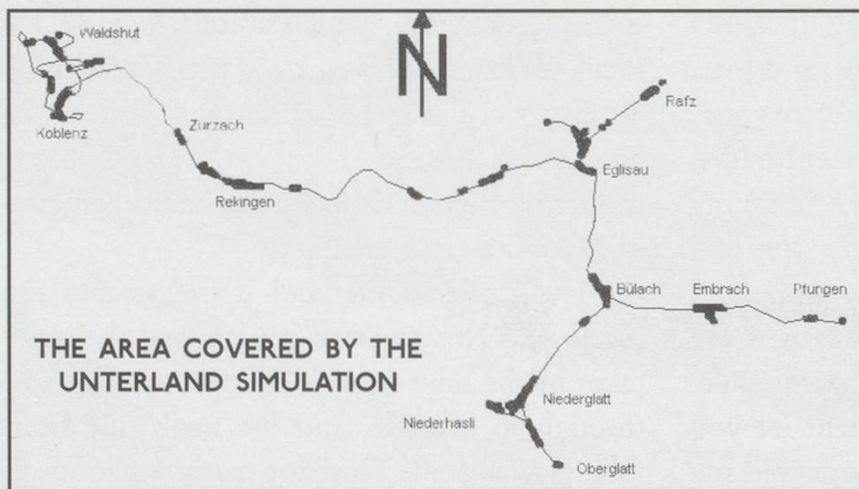 Waldshut
N
Rafz
Koblenz
Zurzach
Eglisau
Rekingen
Bülach
Embrach
Pfungen
THE AREA COVERED BY THE
UNTERLAND SIMULATION
Niederglatt
Niederhasli
Oberglatt